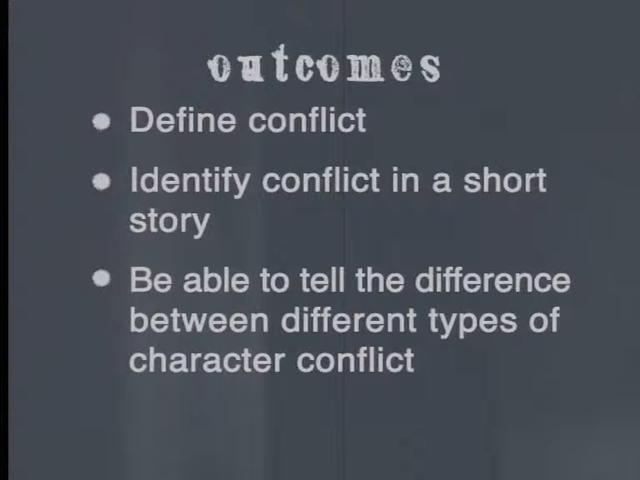 outcomes
Define conflict
Identify conflict in a short
story
Be able to tell the difference
between different types of
character conflict